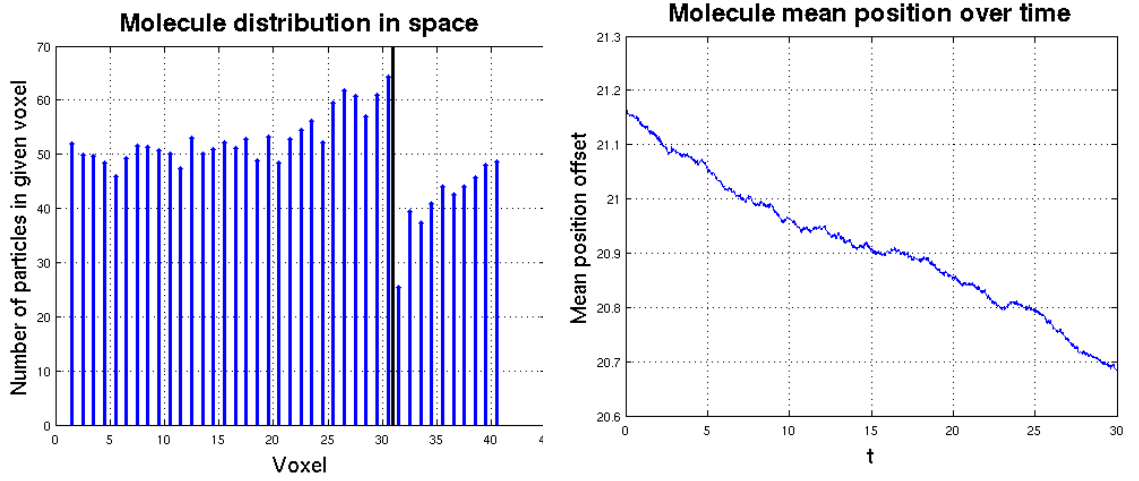 Molecule distribution in space
Number of particles in given voxel
70
60
50
40
30
20
10
0
0 5 10 15 20 25 30 35 40 4
Voxel
Molecule mean position over time
Mean position offset
21.3
21.2
21.1
21
20.9
20.8
20.7
20.6
0 5 10 15 20 25 30
t